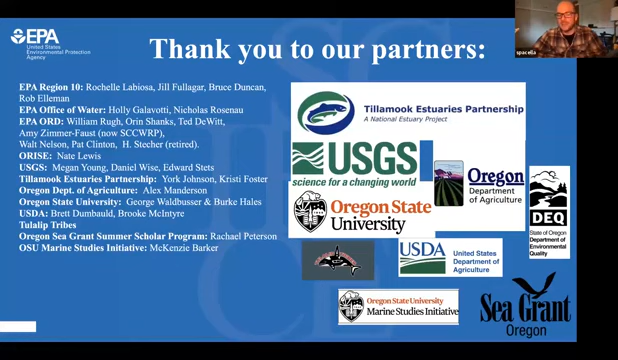 EPA
United States
Environmental Protection
Agency
Thank you to our partners:
spacella
EPA Region 10: Rochelle Labiosa, Jill Fullagar, Bruce Duncan,
Rob Elleman
EPA Office of Water: Holly Galavotti, Nicholas Rosenau
EPA ORD: William Rugh, Orin Shanks, Ted DeWitt,
Amy Zimmer-Faust (now SCCWRP),
Walt Nelson, Pat Clinton, H. Stecher (retired).
ORISE: Nate Lewis
USGS: Megan Young, Daniel Wise, Edward Stets
Tillamook Estuaries Partnership: York Johnson, Kristi Foster
Oregon Dept. of Agriculture: Alex Manderson
Oregon State University: George Waldbusser & Burke Hales
USDA: Brett Dumbauld, Brooke McIntyre
Tulalip Tribes
Oregon Sea Grant Summer Scholar Program: Rachael Peterson
OSU Marine Studies Initiative: McKenzie Barker
Tillamook Estuaries Partnership
A National Estuary Project
USGS
science for a changing world
Oregon
Department
of Agriculture
Oregon State
University
DEQ
State of Oregon
Department of
Environmental
Quality
USDA
United States
Department of
Agriculture
Oregon State University
Marine Studies Initiative
Sea Grant
Oregon